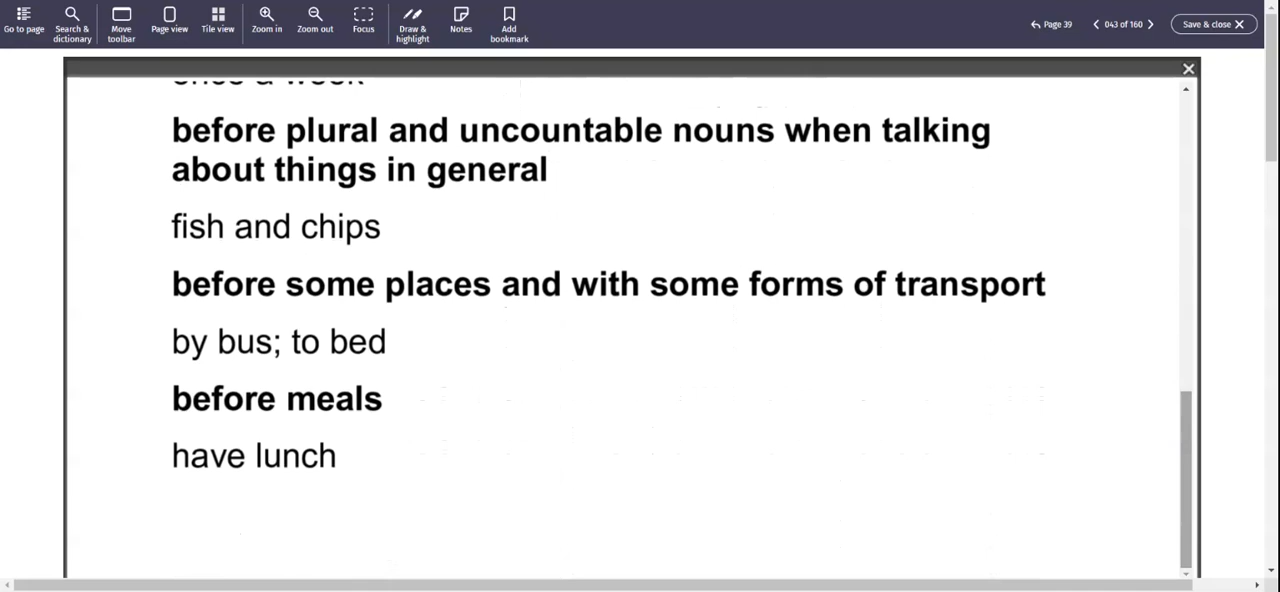 Go to page
Search & dictionary
Move toolbar
Page view
Tile view
Zoom in
Zoom out
Focus
Draw & highlight
Notes
Add bookmark
Page 39
043 of 160
Save & close
before plural and uncountable nouns when talking
about things in general
fish and chips
before some places and with some forms of transport
by bus; to bed
before meals
have lunch